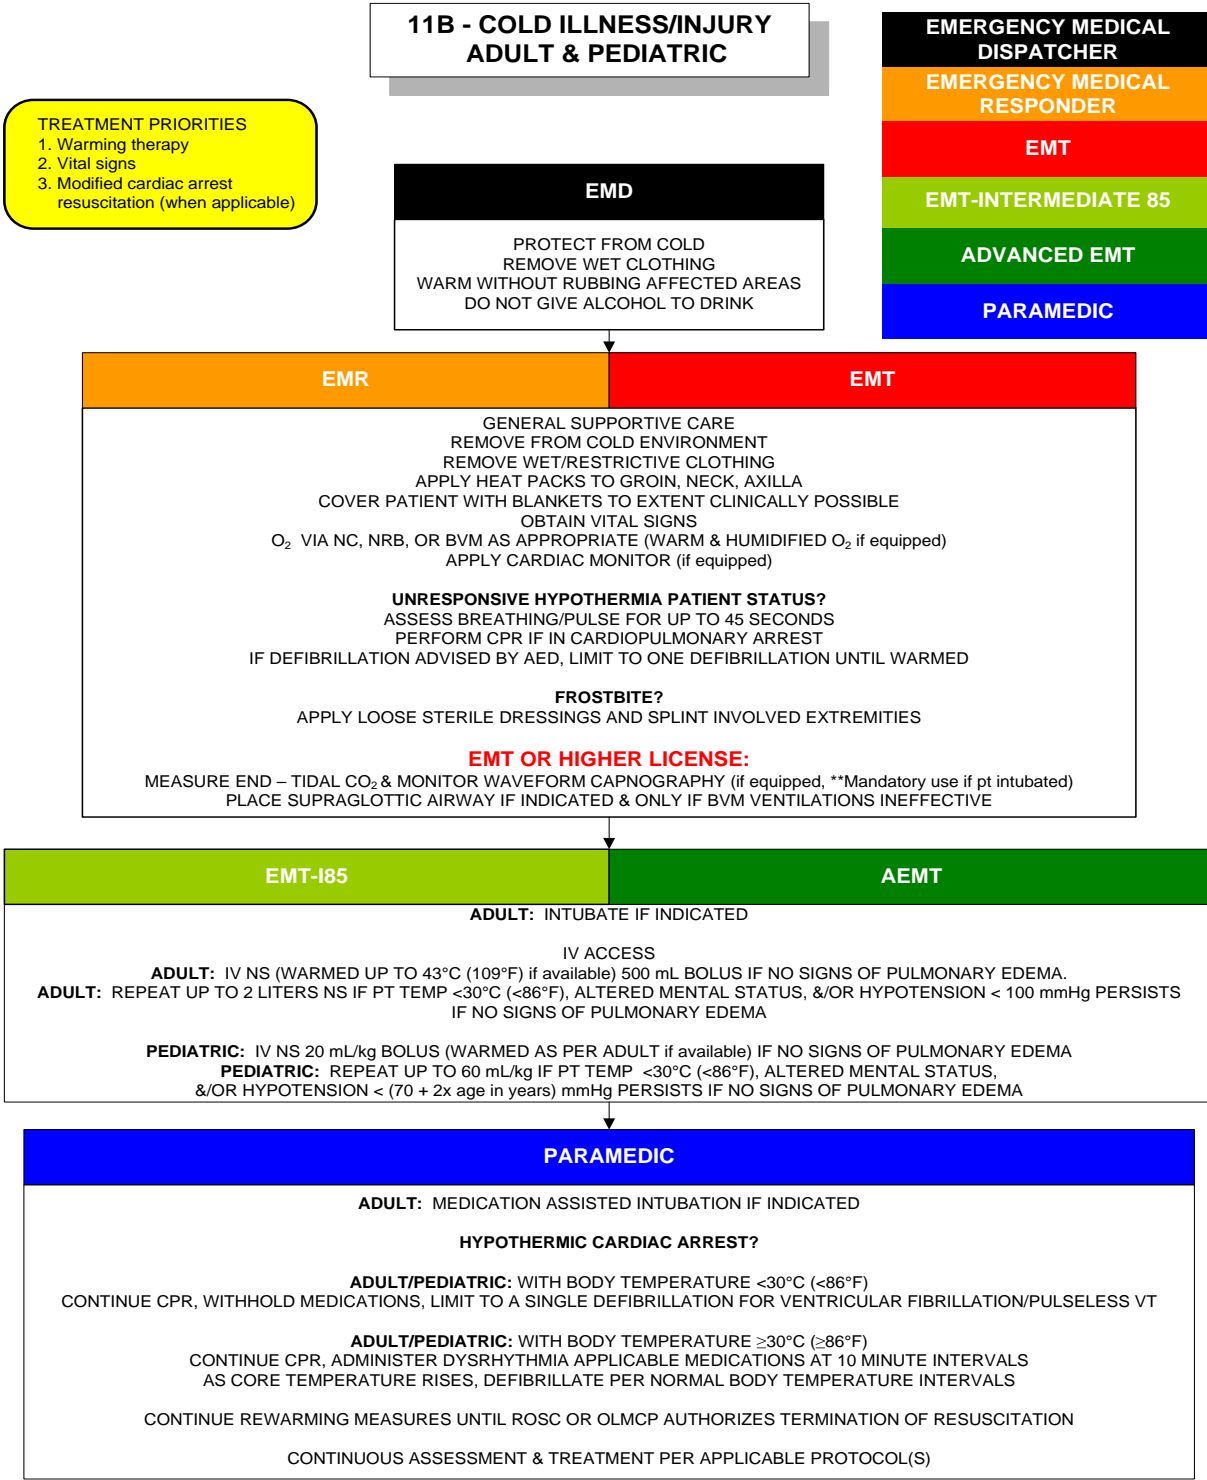 11B - COLD ILLNESS/INJURY
ADULT & PEDIATRIC
EMERGENCY MEDICAL
DISPATCHER
EMERGENCY MEDICAL
RESPONDER
EMT
EMT-INTERMEDIATE 85
ADVANCED EMT
PARAMEDIC
TREATMENT PRIORITIES
1. Warming therapy
2. Vital signs
3. Modified cardiac arrest
resuscitation (when applicable)
EMD
PROTECT FROM COLD
REMOVE WET CLOTHING
WARM WITHOUT RUBBING AFFECTED AREAS
DO NOT GIVE ALCOHOL TO DRINK
EMR
EMT
GENERAL SUPPORTIVE CARE
REMOVE FROM COLD ENVIRONMENT
REMOVE WET/RESTRICTIVE CLOTHING
APPLY HEAT PACKS TO GROIN, NECK, AXILLA
COVER PATIENT WITH BLANKETS TO EXTENT CLINICALLY POSSIBLE
OBTAIN VITAL SIGNS
O₂ VIA NC, NRB, OR BVM AS APPROPRIATE (WARM & HUMIDIFIED O₂ if equipped)
APPLY CARDIAC MONITOR (if equipped)
UNRESPONSIVE HYPOTHERMIA PATIENT STATUS?
ASSESS BREATHING/PULSE FOR UP TO 45 SECONDS
PERFORM CPR IF IN CARDIOPULMONARY ARREST
IF DEFIBRILLATION ADVISED BY AED, LIMIT TO ONE DEFIBRILLATION UNTIL WARMED
FROSTBITE?
APPLY LOOSE STERILE DRESSINGS AND SPLINT INVOLVED EXTREMITIES
EMT OR HIGHER LICENSE:
MEASURE END – TIDAL CO₂ & MONITOR WAVEFORM CAPNOGRAPHY (if equipped, **Mandatory use if pt intubated)
PLACE SUPRAGLOTTIC AIRWAY IF INDICATED & ONLY IF BVM VENTILATIONS INEFFECTIVE
EMT-I85
AEMT
ADULT: INTUBATE IF INDICATED
IV ACCESS
ADULT: IV NS (WARMED UP TO 43°C (109°F) if available) 500 mL BOLUS IF NO SIGNS OF PULMONARY EDEMA.
ADULT: REPEAT UP TO 2 LITERS NS IF PT TEMP <30°C (<86°F), ALTERED MENTAL STATUS, &/OR HYPOTENSION < 100 mmHg PERSISTS
IF NO SIGNS OF PULMONARY EDEMA
PEDIATRIC: IV NS 20 mL/kg BOLUS (WARMED AS PER ADULT if available) IF NO SIGNS OF PULMONARY EDEMA
PEDIATRIC: REPEAT UP TO 60 mL/kg IF PT TEMP <30°C (<86°F), ALTERED MENTAL STATUS,
&/OR HYPOTENSION < (70 + 2x age in years) mmHg PERSISTS IF NO SIGNS OF PULMONARY EDEMA
PARAMEDIC
ADULT: MEDICATION ASSISTED INTUBATION IF INDICATED
HYPOTHERMIC CARDIAC ARREST?
ADULT/PEDIATRIC: WITH BODY TEMPERATURE <30°C (<86°F)
CONTINUE CPR, WITHHOLD MEDICATIONS, LIMIT TO A SINGLE DEFIBRILLATION FOR VENTRICULAR FIBRILLATION/PULSELESS VT
ADULT/PEDIATRIC: WITH BODY TEMPERATURE ≥30°C (≥86°F)
CONTINUE CPR, ADMINISTER DYSRHYTHMIA APPLICABLE MEDICATIONS AT 10 MINUTE INTERVALS
AS CORE TEMPERATURE RISES, DEFIBRILLATE PER NORMAL BODY TEMPERATURE INTERVALS
CONTINUE REWARMING MEASURES UNTIL ROSC OR OLMCP AUTHORIZES TERMINATION OF RESUSCITATION
CONTINUOUS ASSESSMENT & TREATMENT PER APPLICABLE PROTOCOL(S)